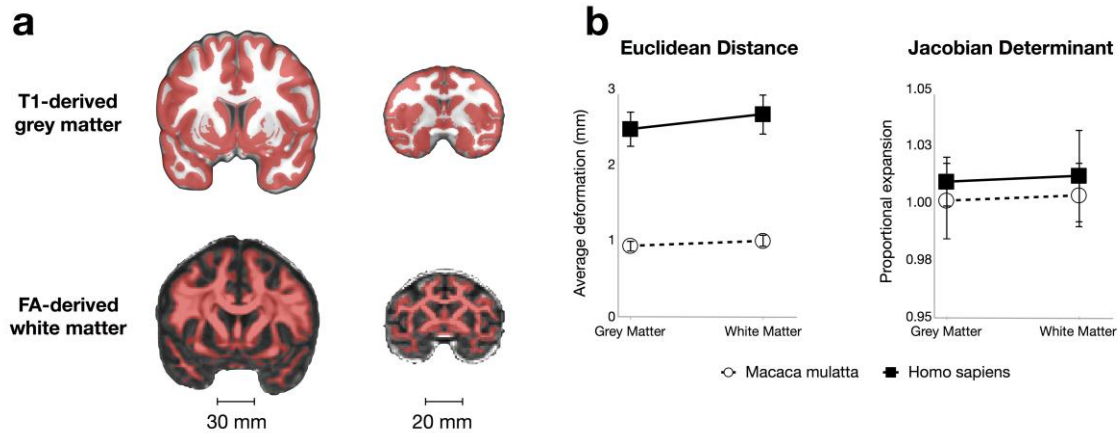 a
T1-derived
grey matter
FA-derived
white matter
30 mm
20 mm
b
Euclidean Distance
Average deformation (mm)
3
2
1
0
Grey Matter
White Matter
Jacobian Determinant
Proportional expansion
1.05
1.03
1.00
0.98
0.95
Grey Matter
White Matter
Macaca mulatta
Homo sapiens